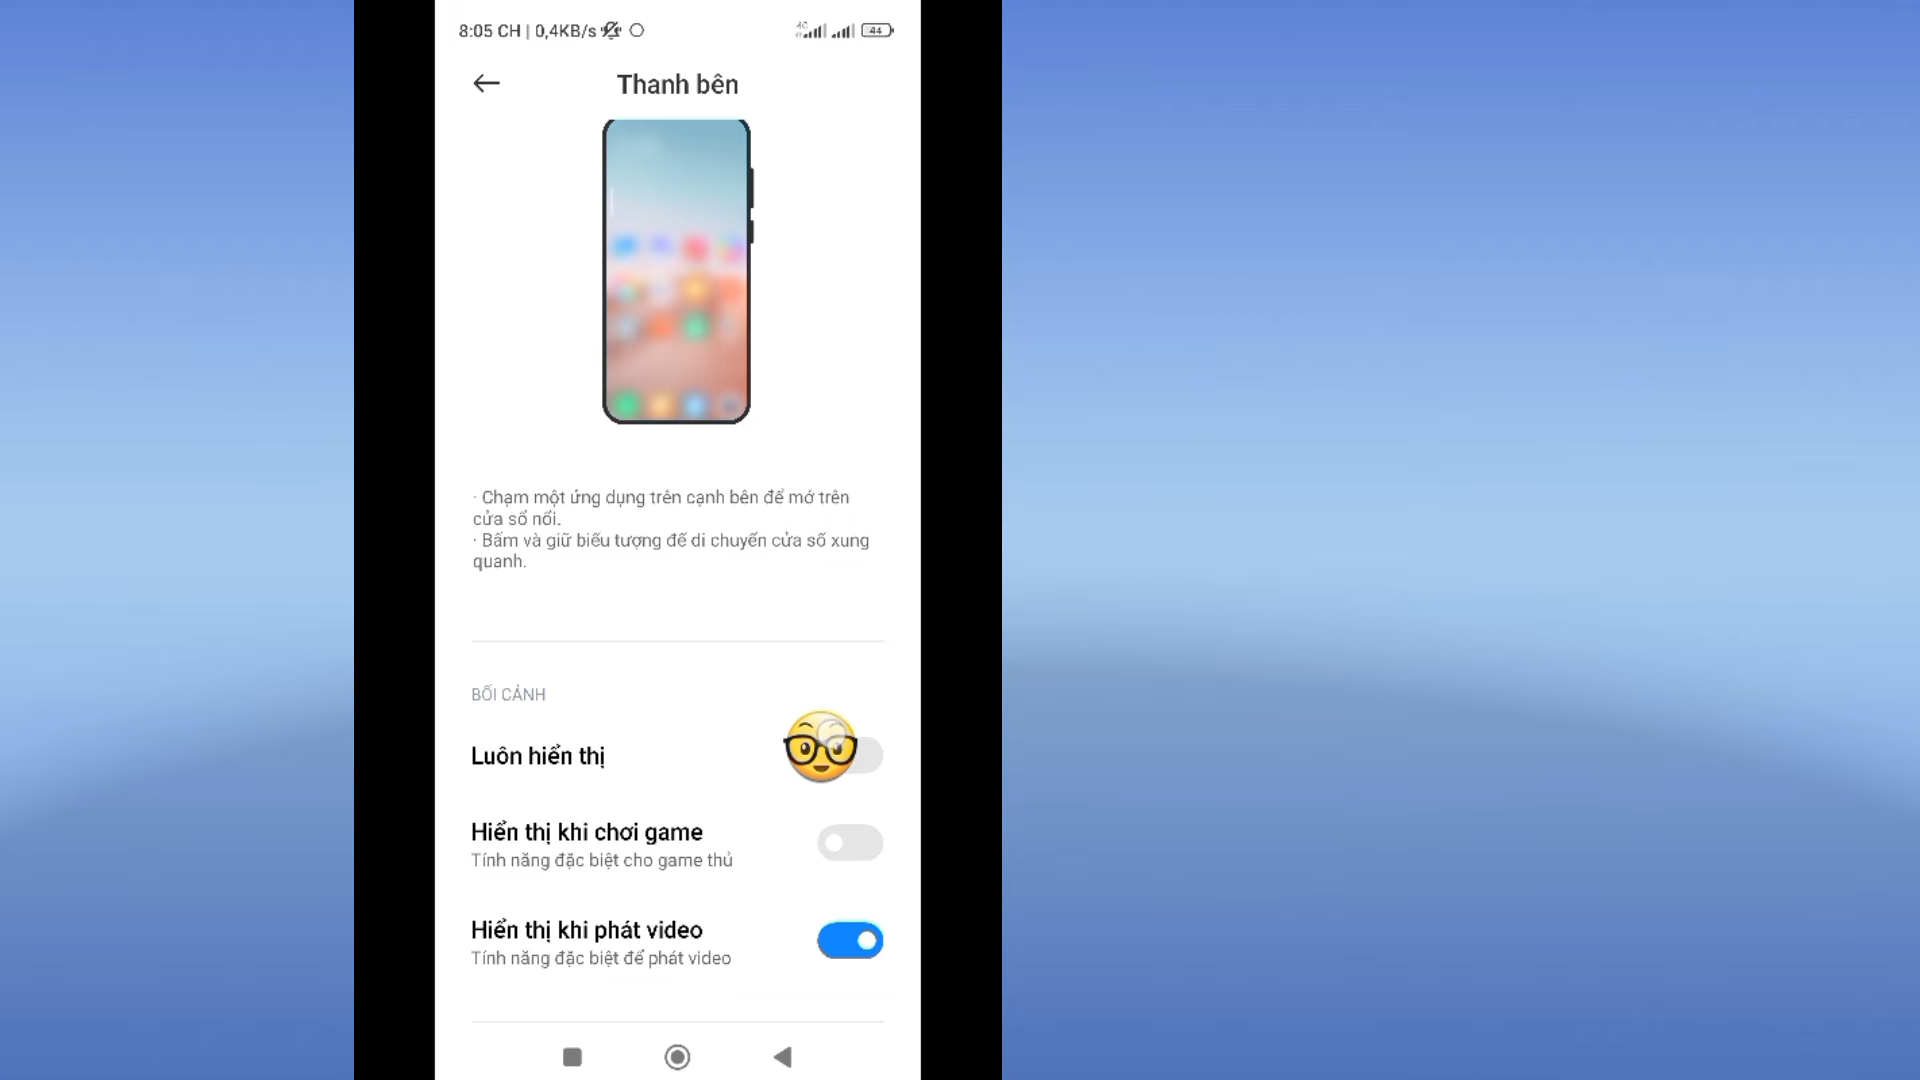 8:05 CH | 0,4KB/s
4G
44
Thanh bên
· Chạm một ứng dụng trên cạnh bên để mở trên
cửa sổ nổi.
· Bấm và giữ biểu tượng để di chuyển cửa sổ xung
quanh.
BỐI CẢNH
Luôn hiển thị
Hiển thị khi chơi game
Tính năng đặc biệt cho game thủ
Hiển thị khi phát video
Tính năng đặc biệt để phát video